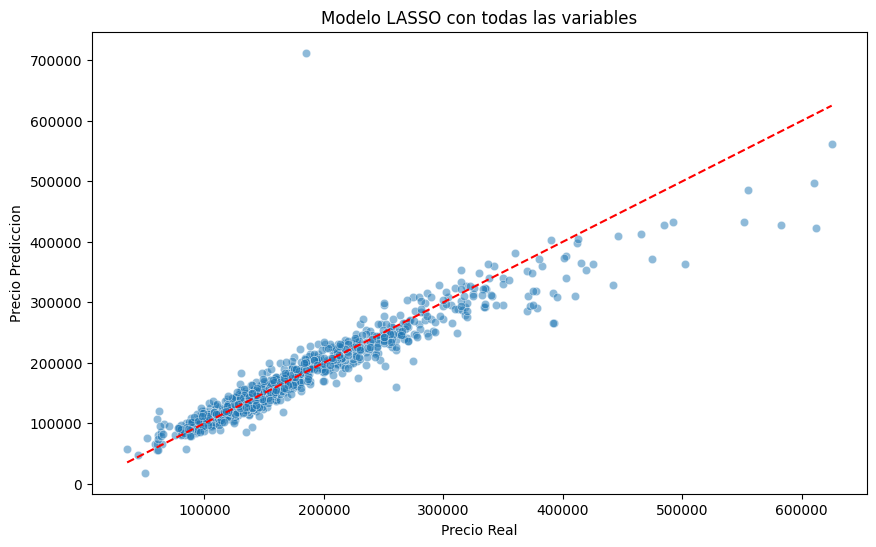 Modelo LASSO con todas las variables
700000
600000
500000
400000
300000
200000
100000
0
Precio Prediccion
100000 200000 300000 400000 500000 600000
Precio Real